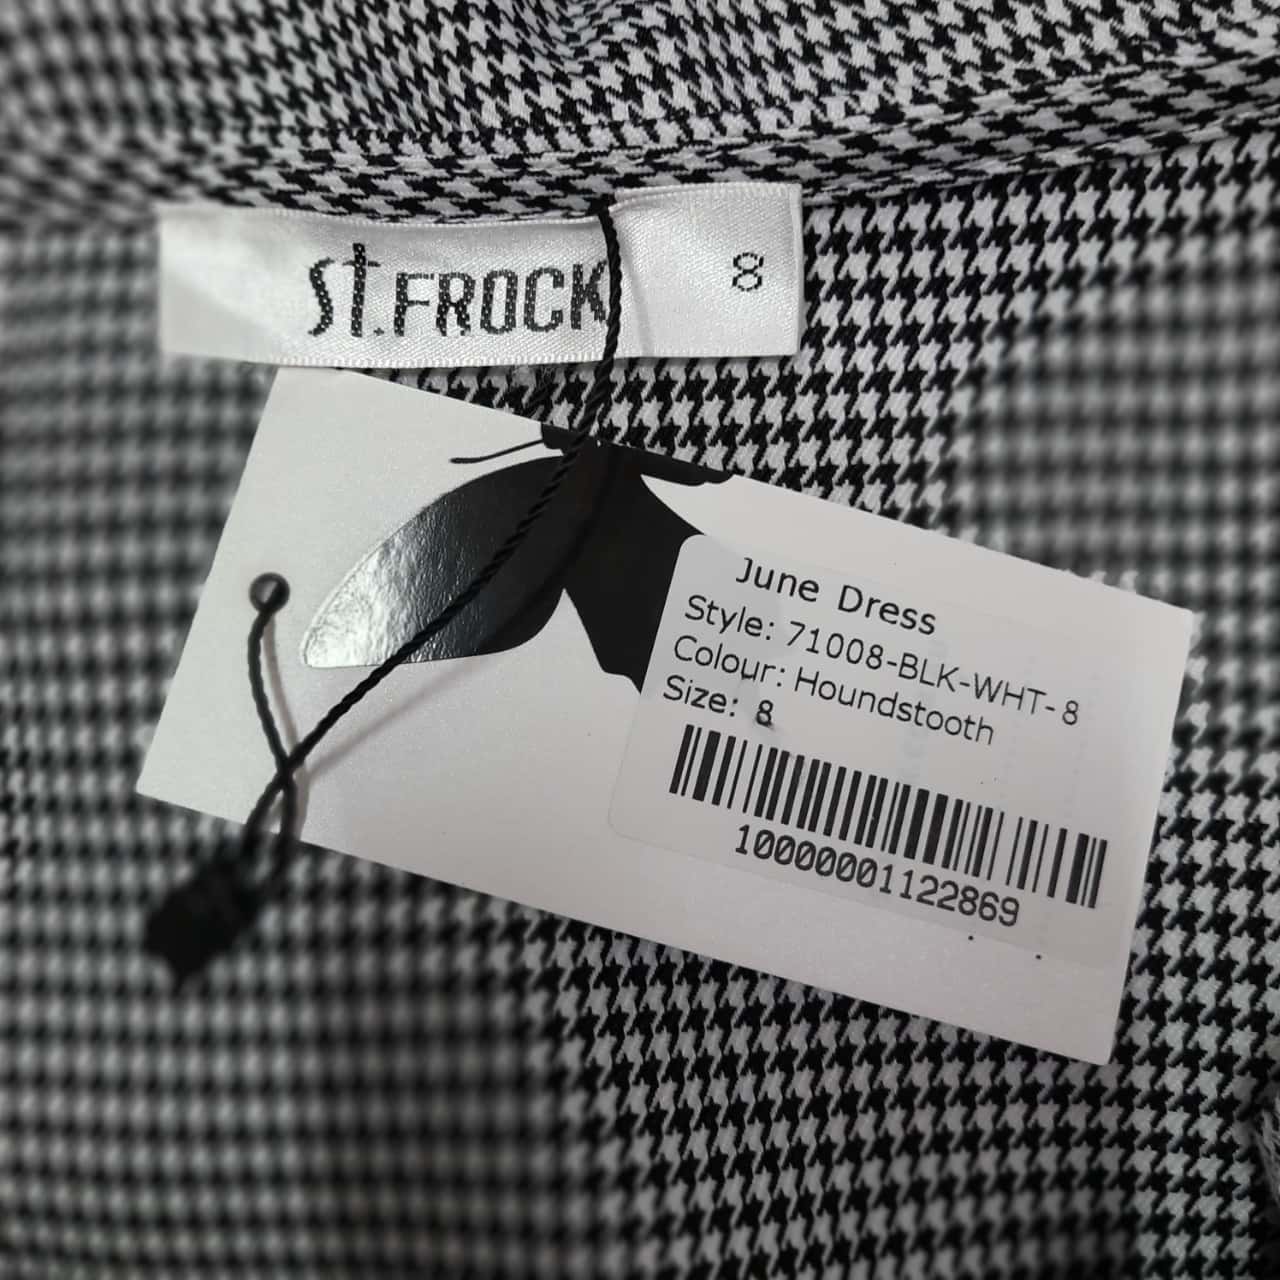 St.FROCK 8
June Dress
Style: 71008-BLK-WHT-8
Colour: Houndstooth
Size: 8
10000001122869